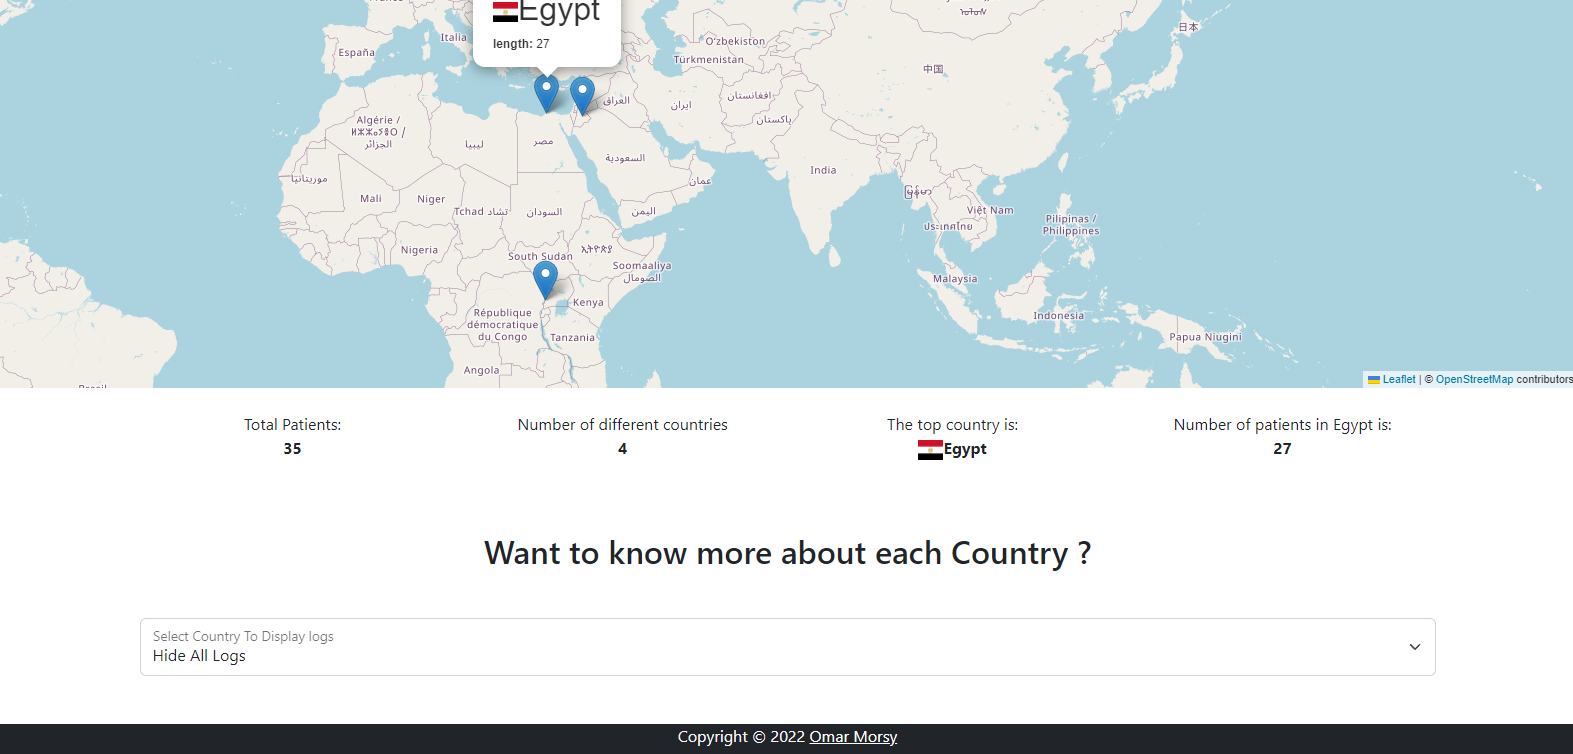 Egypt
length: 27
Italia
España
O‘zbekiston
Türkmenistan
日本
中国
العراق
ایران
افغانستان
پاکستان
Algérie /
ⵍⵣⵣⴰⵢⴻⵔ /
الجزائر
ليبيا
مصر
السعودية
India
عمان
موريتانيا
မြန်မာ
Mali
Niger
Tchad تشاد
السودان
اليمن
Việt Nam
Pilipinas /
Philippines
ประเทศไทย
Nigeria
South Sudan
ኢትዮጵያ
Soomaaliya
الصومال
Malaysia
Kenya
République
démocratique
du Congo
Tanzania
Indonesia
Papua Niugini
Angola
Leaflet | © OpenStreetMap contributors
Total Patients:
35
Number of different countries
4
The top country is:
Egypt
Number of patients in Egypt is:
27
Want to know more about each Country ?
Select Country To Display logs
Hide All Logs
Copyright © 2022 Omar Morsy